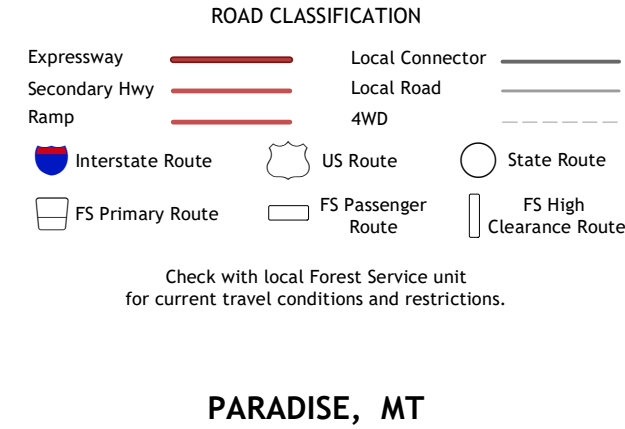 ROAD CLASSIFICATION
Expressway
Local Connector
Secondary Hwy
Local Road
Ramp
4WD
Interstate Route
US Route
State Route
FS Primary Route
FS Passenger
Route
FS High
Clearance Route
Check with local Forest Service unit
for current travel conditions and restrictions.
PARADISE, MT